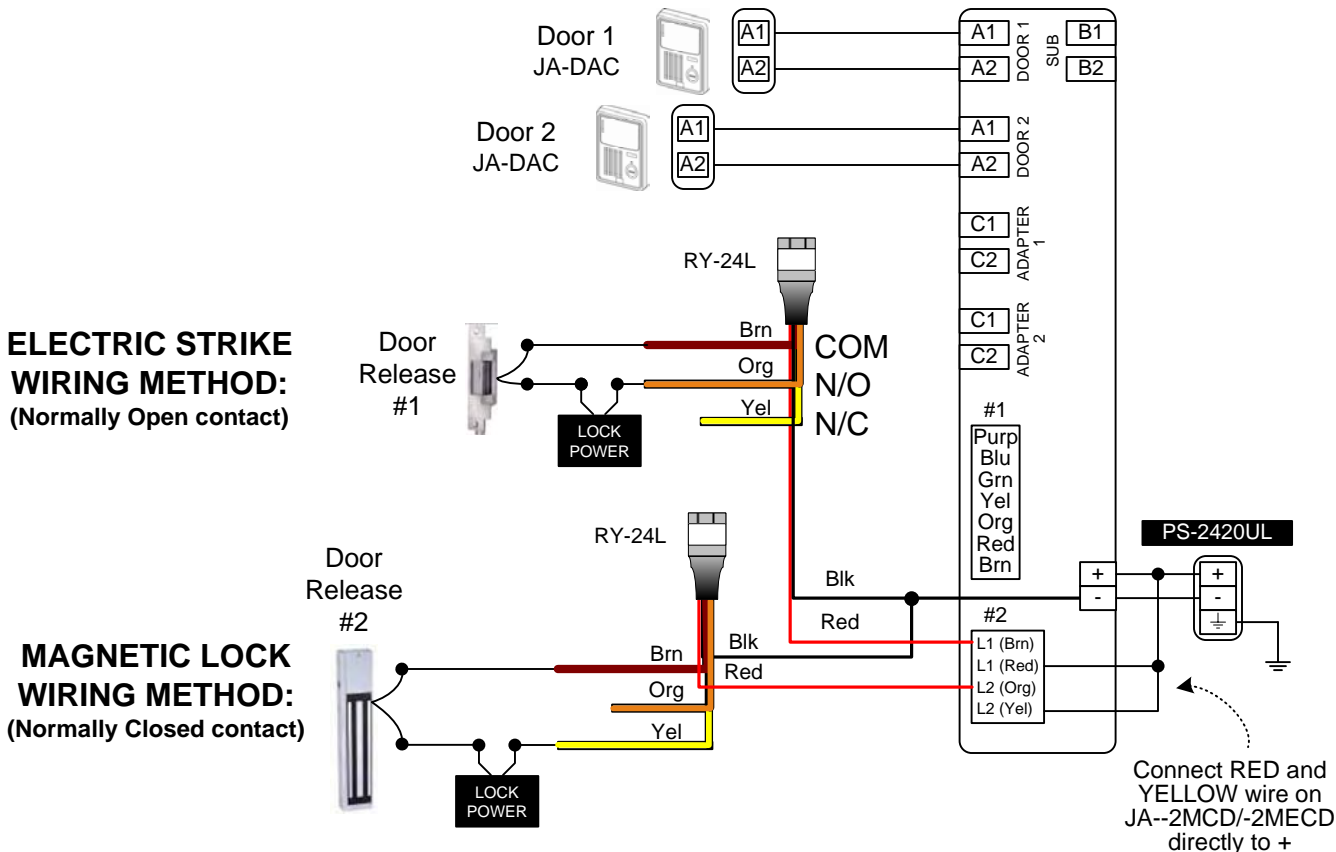 Door 1
JA-DAC
A1
A2
A1
A2
DOOR 1
SUB
B1
B2
Door 2
JA-DAC
A1
A2
A1
A2
DOOR 2
C1
C2
ADAPTER
1
C1
C2
ADAPTER
2
RY-24L
ELECTRIC STRIKE
WIRING METHOD:
(Normally Open contact)
Door
Release
#1
Brn
Org
Yel
COM
N/O
N/C
LOCK
POWER
#1
Purp
Blu
Grn
Yel
Org
Red
Brn
PS-2420UL
+
-
+
-
RY-24L
Blk
Red
Door
Release
#2
MAGNETIC LOCK
WIRING METHOD:
(Normally Closed contact)
Brn
Org
Yel
Blk
Red
LOCK
POWER
#2
L1 (Brn)
L1 (Red)
L2 (Org)
L2 (Yel)
Connect RED and
YELLOW wire on
JA--2MCD/-2MECD
directly to +